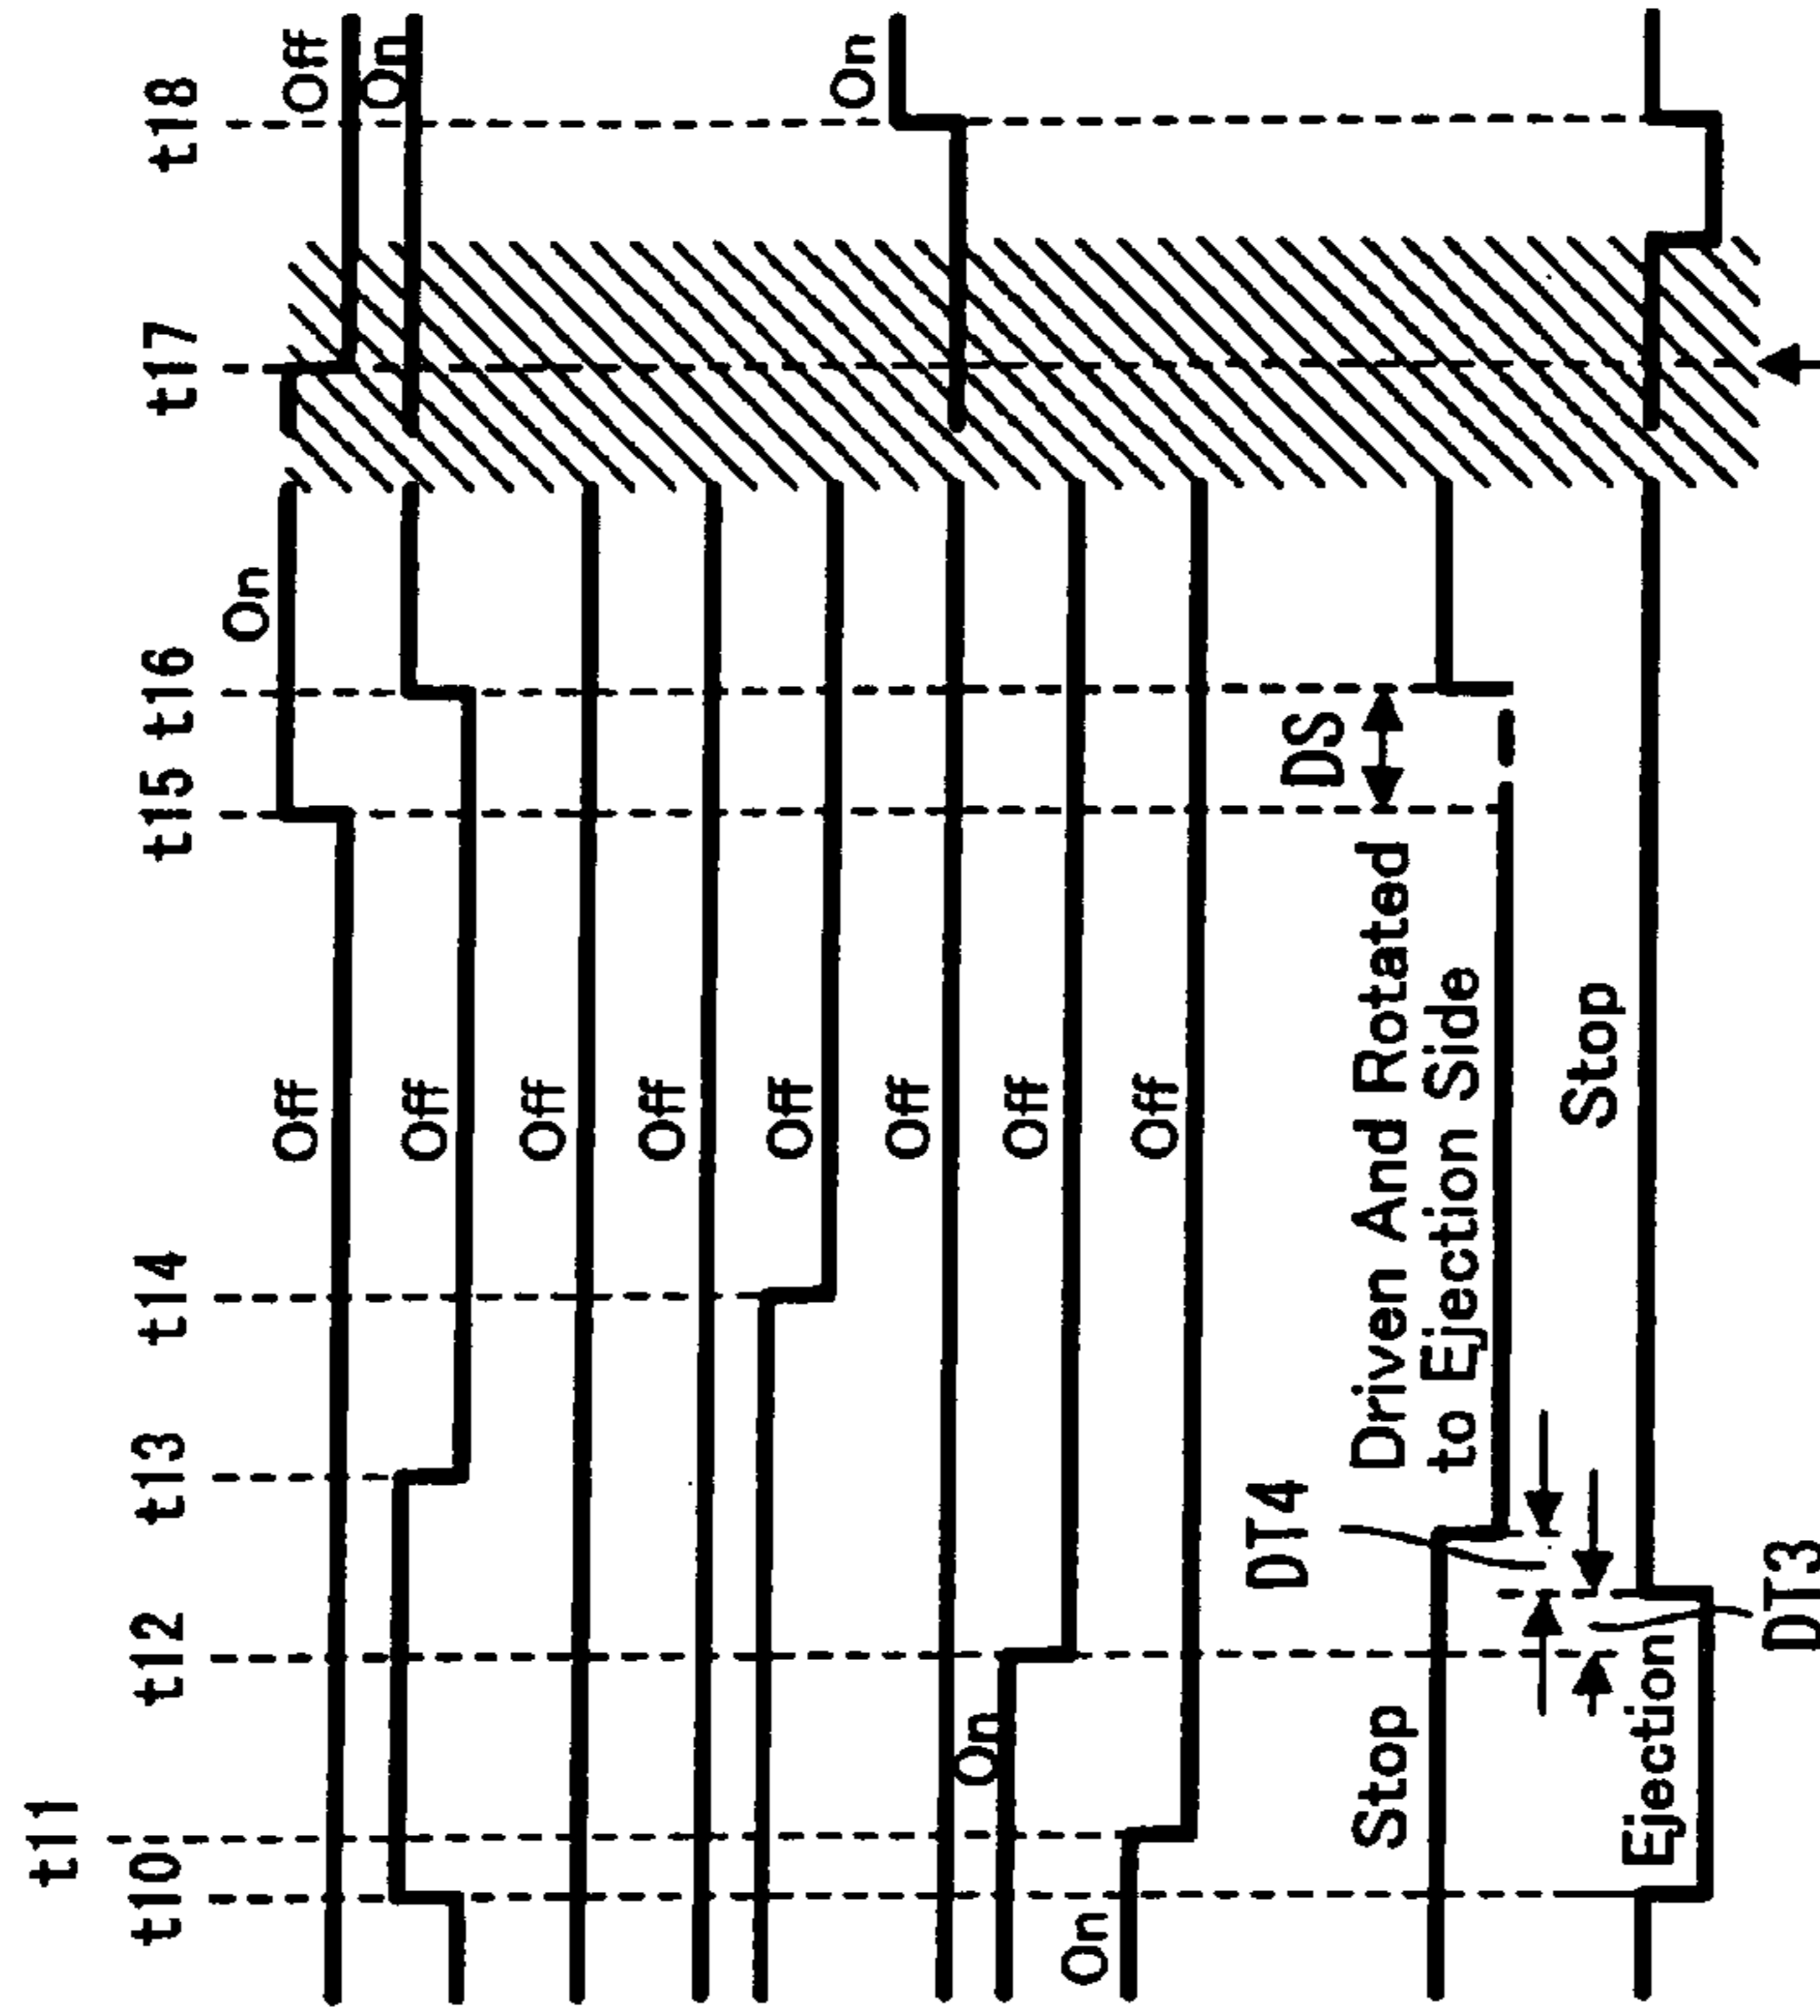 t10
t11
t12
t13
t14
t15
t16
t17
t18
Off
On
Off
Off
On
Off
Off
Off
Off
On
On
Off
On
Off
Stop
DT4
Driven And Rotated
to Ejection Side
DS
Ejection
Stop
DT3